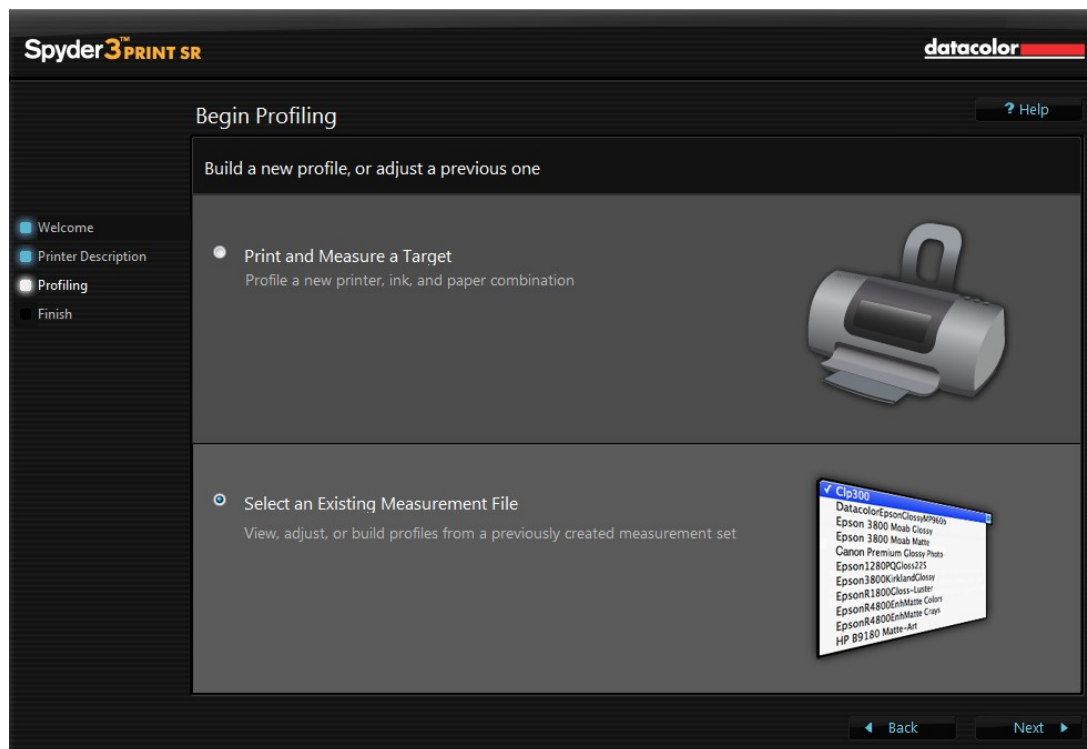 Spyder3™PRINT SR
datacolor
Begin Profiling
? Help
Build a new profile, or adjust a previous one
Welcome
Printer Description
Profiling
Finish
Print and Measure a Target
Profile a new printer, ink, and paper combination
Select an Existing Measurement File
View, adjust, or build profiles from a previously created measurement set
✓ Clp300
DatacolorEpsonGlossyMP960s
Epson 3800 Moab Glossy
Epson 3800 Moab Matte
Canon Premium Glossy Photo
Epson1280PQGloss225
Epson3800KirklandGlossy
EpsonR1800Gloss-Luster
EpsonR4800EnhMatte Colors
EpsonR4800EnhMatte Grays
HP B9180 Matte-Art
Back
Next